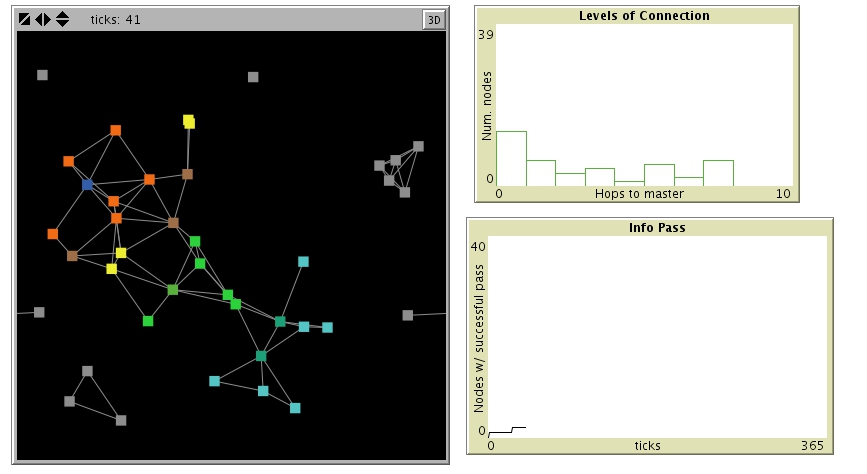 ticks: 41
3D
Levels of Connection
39
Num. nodes
0
0
Hops to master
10
Info Pass
40
Nodes w/ successful pass
0
0
ticks
365